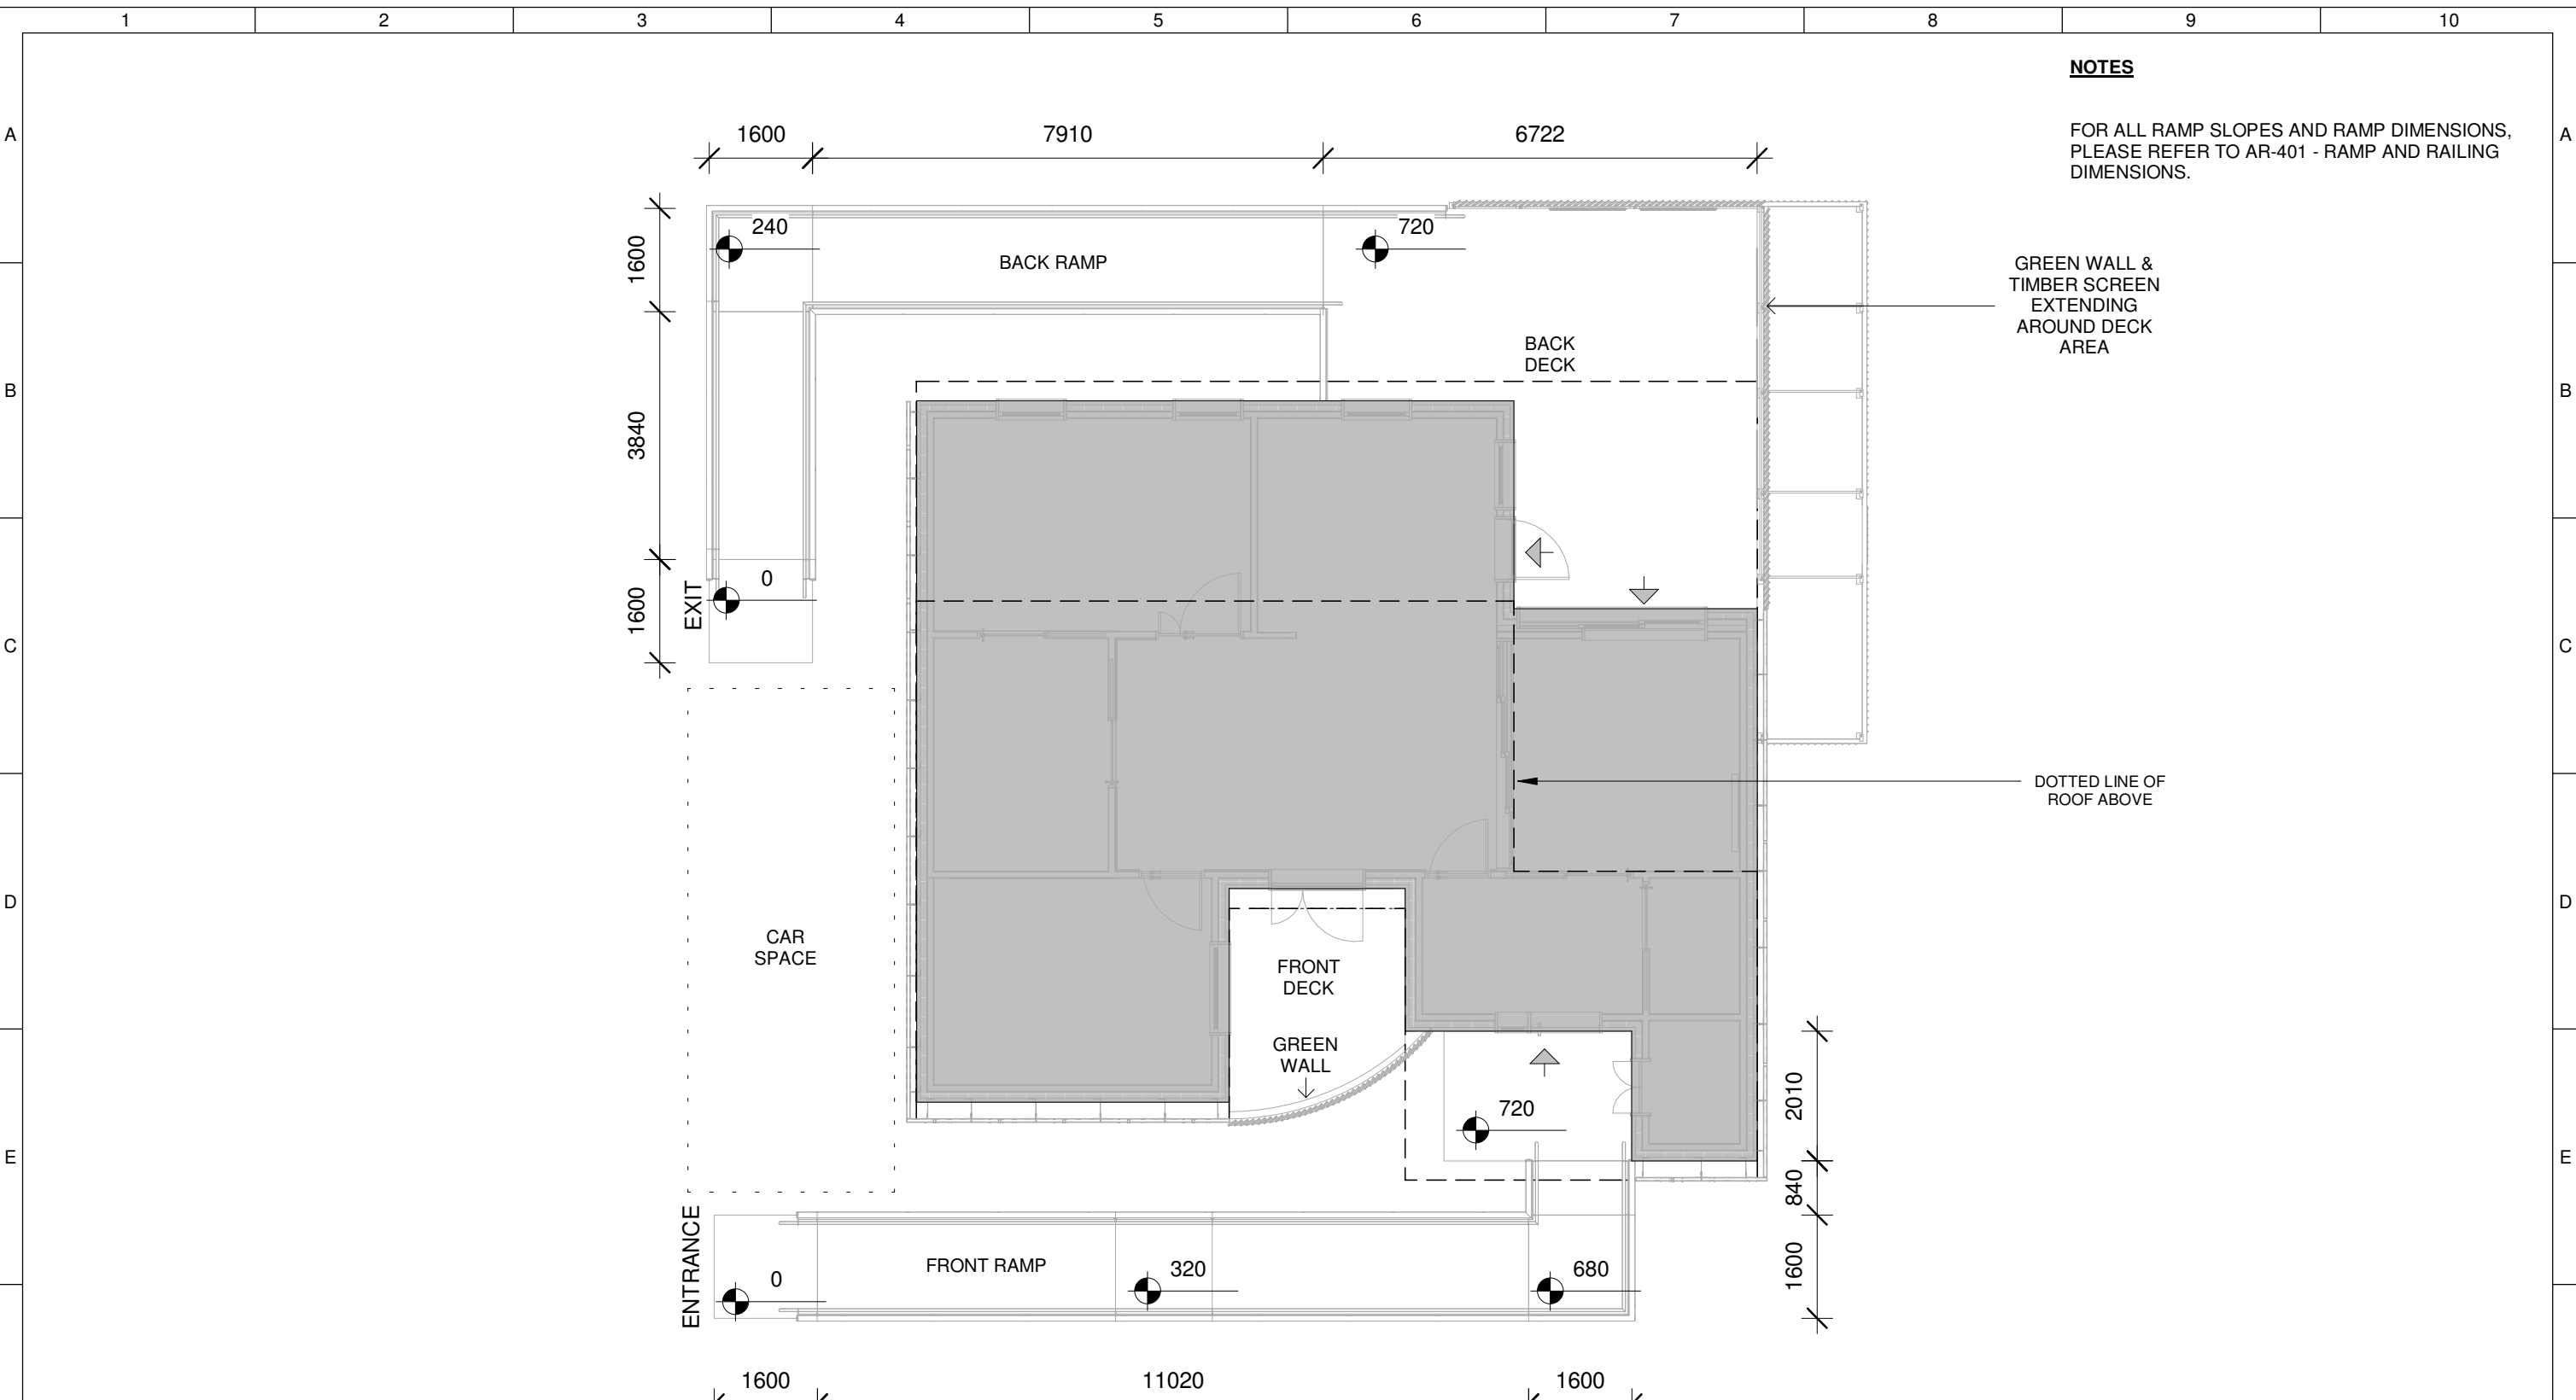 1 2 3 4 5 6 7 8 9 10
NOTES
A
1600 7910 6722
FOR ALL RAMP SLOPES AND RAMP DIMENSIONS,
PLEASE REFER TO AR-401 - RAMP AND RAILING
DIMENSIONS.
A
240
720
1600
BACK RAMP
GREEN WALL &
TIMBER SCREEN
EXTENDING
AROUND DECK
AREA
BACK
DECK
B
B
3840
0
EXIT
1600
C
C
DOTTED LINE OF
ROOF ABOVE
D
D
CAR
SPACE
FRONT
DECK
GREEN
WALL
720
2010
E
E
840
ENTRANCE
FRONT RAMP
0
320
680
1600
1600 11020 1600